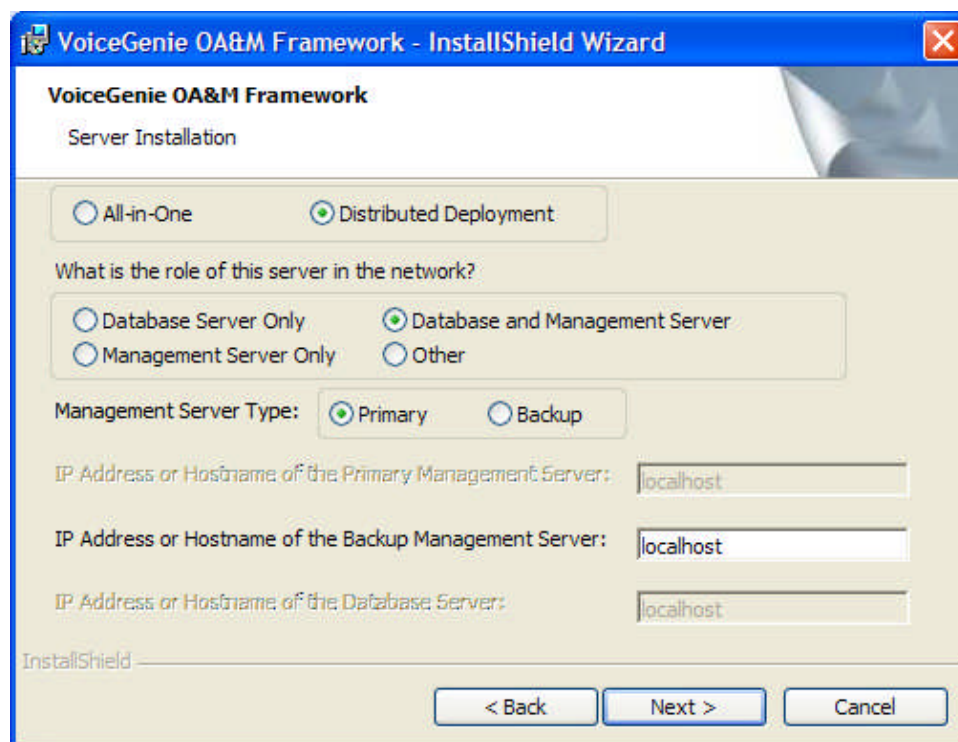 VoiceGenie OA&M Framework - InstallShield Wizard
VoiceGenie OA&M Framework
Server Installation
All-in-One Distributed Deployment
What is the role of this server in the network?
Database Server Only Database and Management Server
Management Server Only Other
Management Server Type: Primary Backup
IP Address or Hostname of the Primary Management Server: localhost
IP Address or Hostname of the Backup Management Server: localhost
IP Address or Hostname of the Database Server: localhost
InstallShield
< Back Next > Cancel